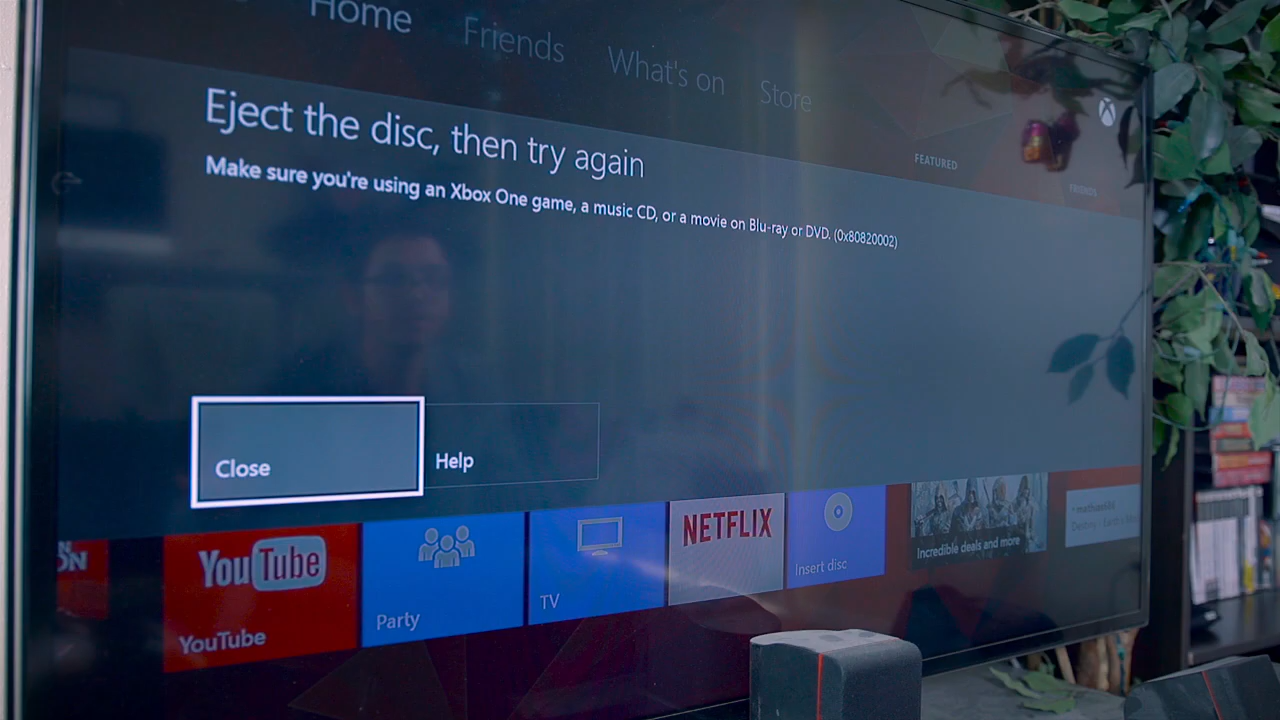 Home
Friends
What's on
Store
Eject the disc, then try again
Make sure you're using an Xbox One game, a music CD, or a movie on Blu-ray or DVD. (0x80820002)
FEATURED
FRIENDS
Close
Help
ON
YouTube
YouTube
Party
TV
NETFLIX
Insert disc
Incredible deals and more